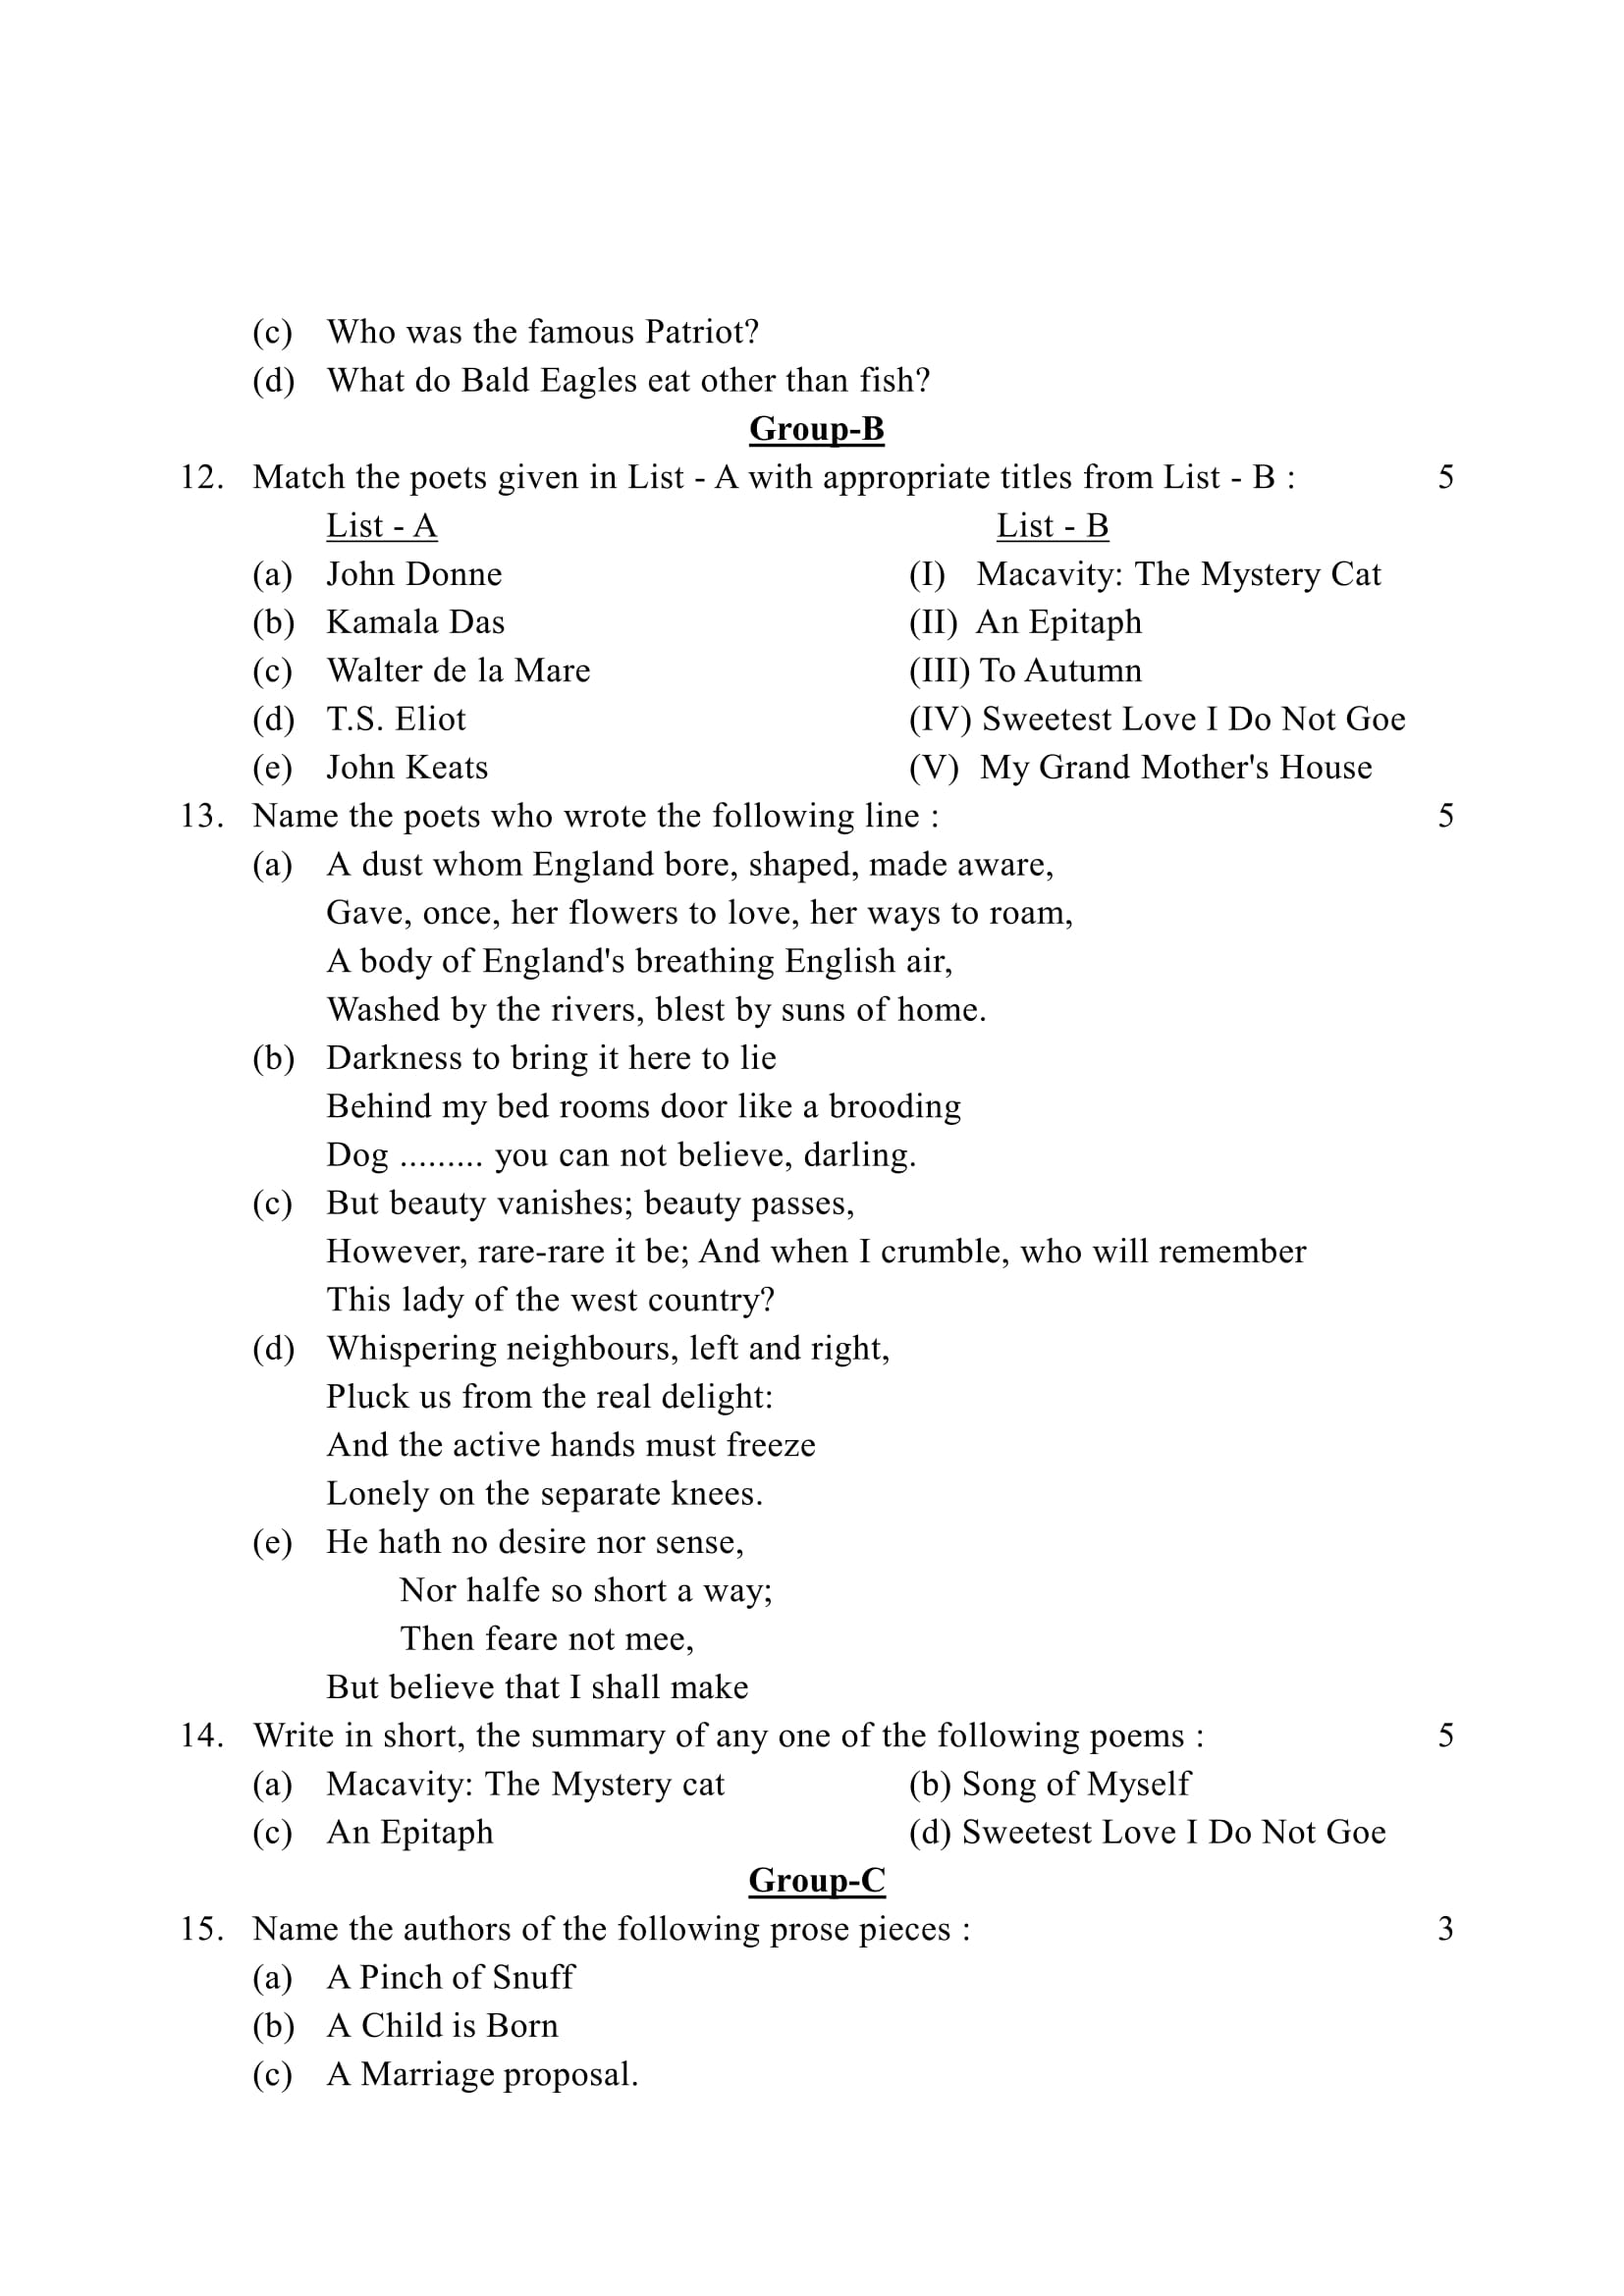 (c) Who was the famous Patriot?
(d) What do Bald Eagles eat other than fish?
Group-B
12. Match the poets given in List - A with appropriate titles from List - B : 5
List - A List - B
(a) John Donne (I) Macavity: The Mystery Cat
(b) Kamala Das (II) An Epitaph
(c) Walter de la Mare (III) To Autumn
(d) T.S. Eliot (IV) Sweetest Love I Do Not Goe
(e) John Keats (V) My Grand Mother's House
13. Name the poets who wrote the following line : 5
(a) A dust whom England bore, shaped, made aware,
Gave, once, her flowers to love, her ways to roam,
A body of England's breathing English air,
Washed by the rivers, blest by suns of home.
(b) Darkness to bring it here to lie
Behind my bed rooms door like a brooding
Dog ......... you can not believe, darling.
(c) But beauty vanishes; beauty passes,
However, rare-rare it be; And when I crumble, who will remember
This lady of the west country?
(d) Whispering neighbours, left and right,
Pluck us from the real delight:
And the active hands must freeze
Lonely on the separate knees.
(e) He hath no desire nor sense,
Nor halfe so short a way;
Then feare not mee,
But believe that I shall make
14. Write in short, the summary of any one of the following poems : 5
(a) Macavity: The Mystery cat (b) Song of Myself
(c) An Epitaph (d) Sweetest Love I Do Not Goe
Group-C
15. Name the authors of the following prose pieces : 3
(a) A Pinch of Snuff
(b) A Child is Born
(c) A Marriage proposal.